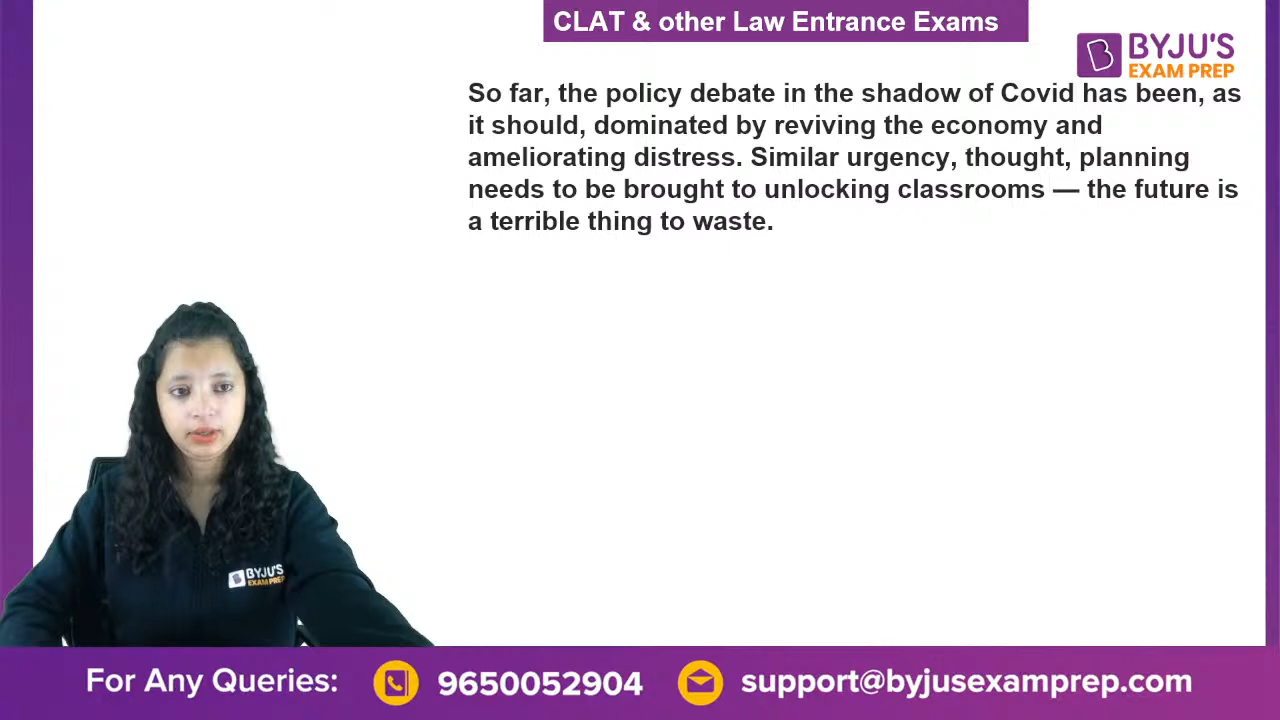 CLAT & other Law Entrance Exams
BYJU'S
EXAM PREP
So far, the policy debate in the shadow of Covid has been, as
it should, dominated by reviving the economy and
ameliorating distress. Similar urgency, thought, planning
needs to be brought to unlocking classrooms — the future is
a terrible thing to waste.
BYJU'S
EXAM PREP
For Any Queries: 9650052904 support@byjusexamprep.com